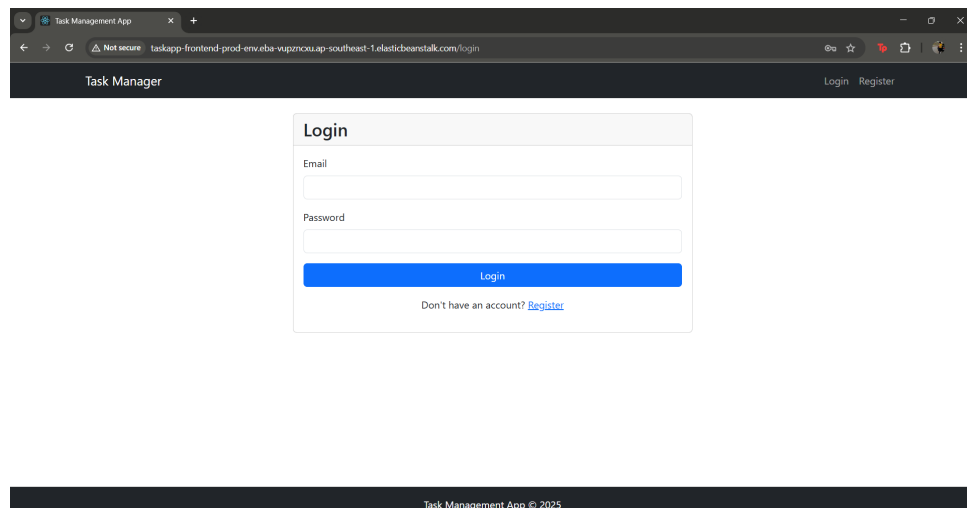 Task Management App
Not secure taskapp-frontend-prod-env.eba-vupzncxu.ap-southeast-1.elasticbeanstalk.com/login
Task Manager Login Register
Login
Email
Password
Login
Don't have an account? Register
Task Management App © 2025